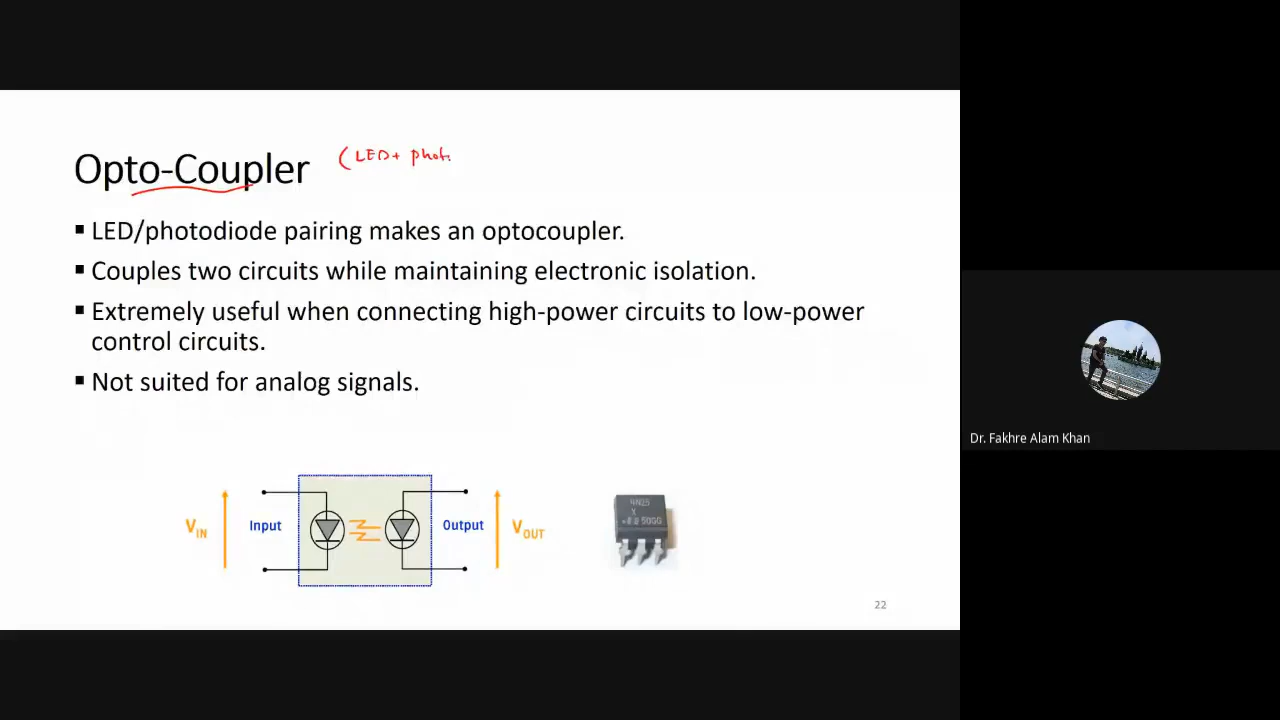 Opto-Coupler (LED+ phot
▪ LED/photodiode pairing makes an optocoupler.
▪ Couples two circuits while maintaining electronic isolation.
▪ Extremely useful when connecting high-power circuits to low-power
control circuits.
▪ Not suited for analog signals.
VIN Input Output VOUT
4N25
X
5000
22
Dr. Fakhre Alam Khan